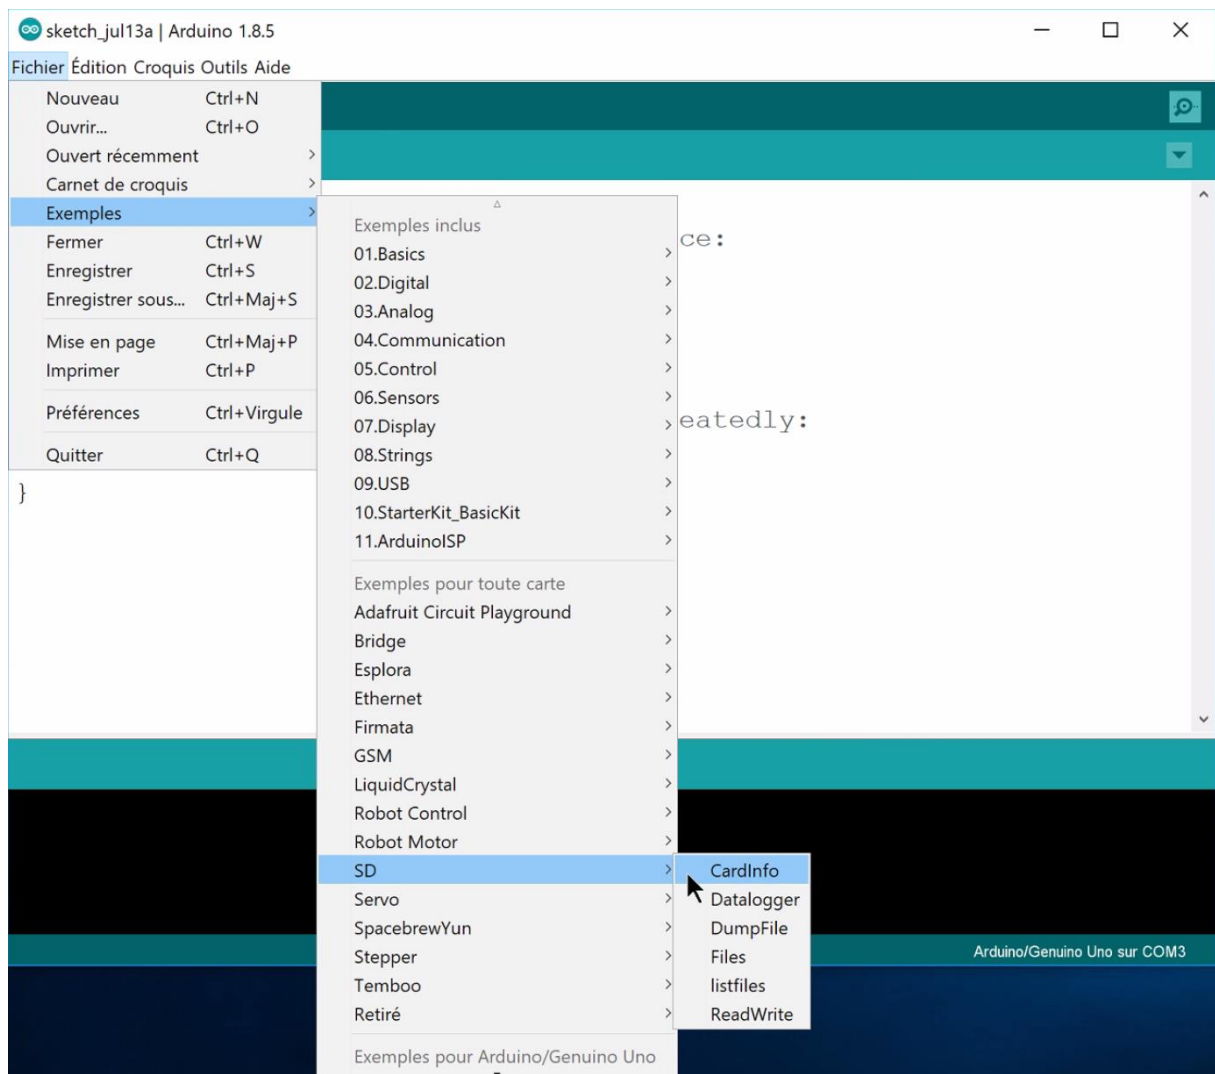 sketch_jul13a | Arduino 1.8.5
Fichier Édition Croquis Outils Aide
Nouveau Ctrl+N
Ouvrir... Ctrl+O
Ouvert récemment
Carnet de croquis
Exemples
Fermer Ctrl+W
Enregistrer Ctrl+S
Enregistrer sous... Ctrl+Maj+S
Mise en page Ctrl+Maj+P
Imprimer Ctrl+P
Préférences Ctrl+Virgule
Quitter Ctrl+Q
}
Exemples inclus
01.Basics
02.Digital
03.Analog
04.Communication
05.Control
06.Sensors
07.Display
08.Strings
09.USB
10.StarterKit_BasicKit
11.ArduinoISP
Exemples pour toute carte
Adafruit Circuit Playground
Bridge
Esplora
Ethernet
Firmata
GSM
LiquidCrystal
Robot Control
Robot Motor
SD
Servo
SpacebrewYun
Stepper
Temboo
Retiré
Exemples pour Arduino/Genuino Uno
ce:
eatedly:
CardInfo
Datalogger
DumpFile
Files
listfiles
ReadWrite
Arduino/Genuino Uno sur COM3